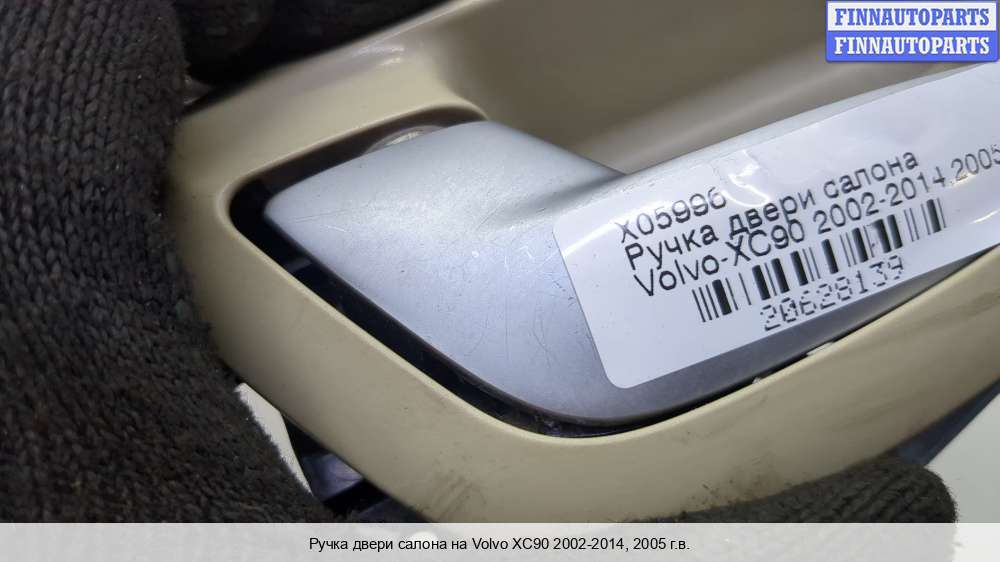 FINNAUTOPARTS
FINNAUTOPARTS
X05996
Ручка двери салона
Volvo-XC90 2002-2014,2005
20628139
Ручка двери салона на Volvo XC90 2002-2014, 2005 г.в.